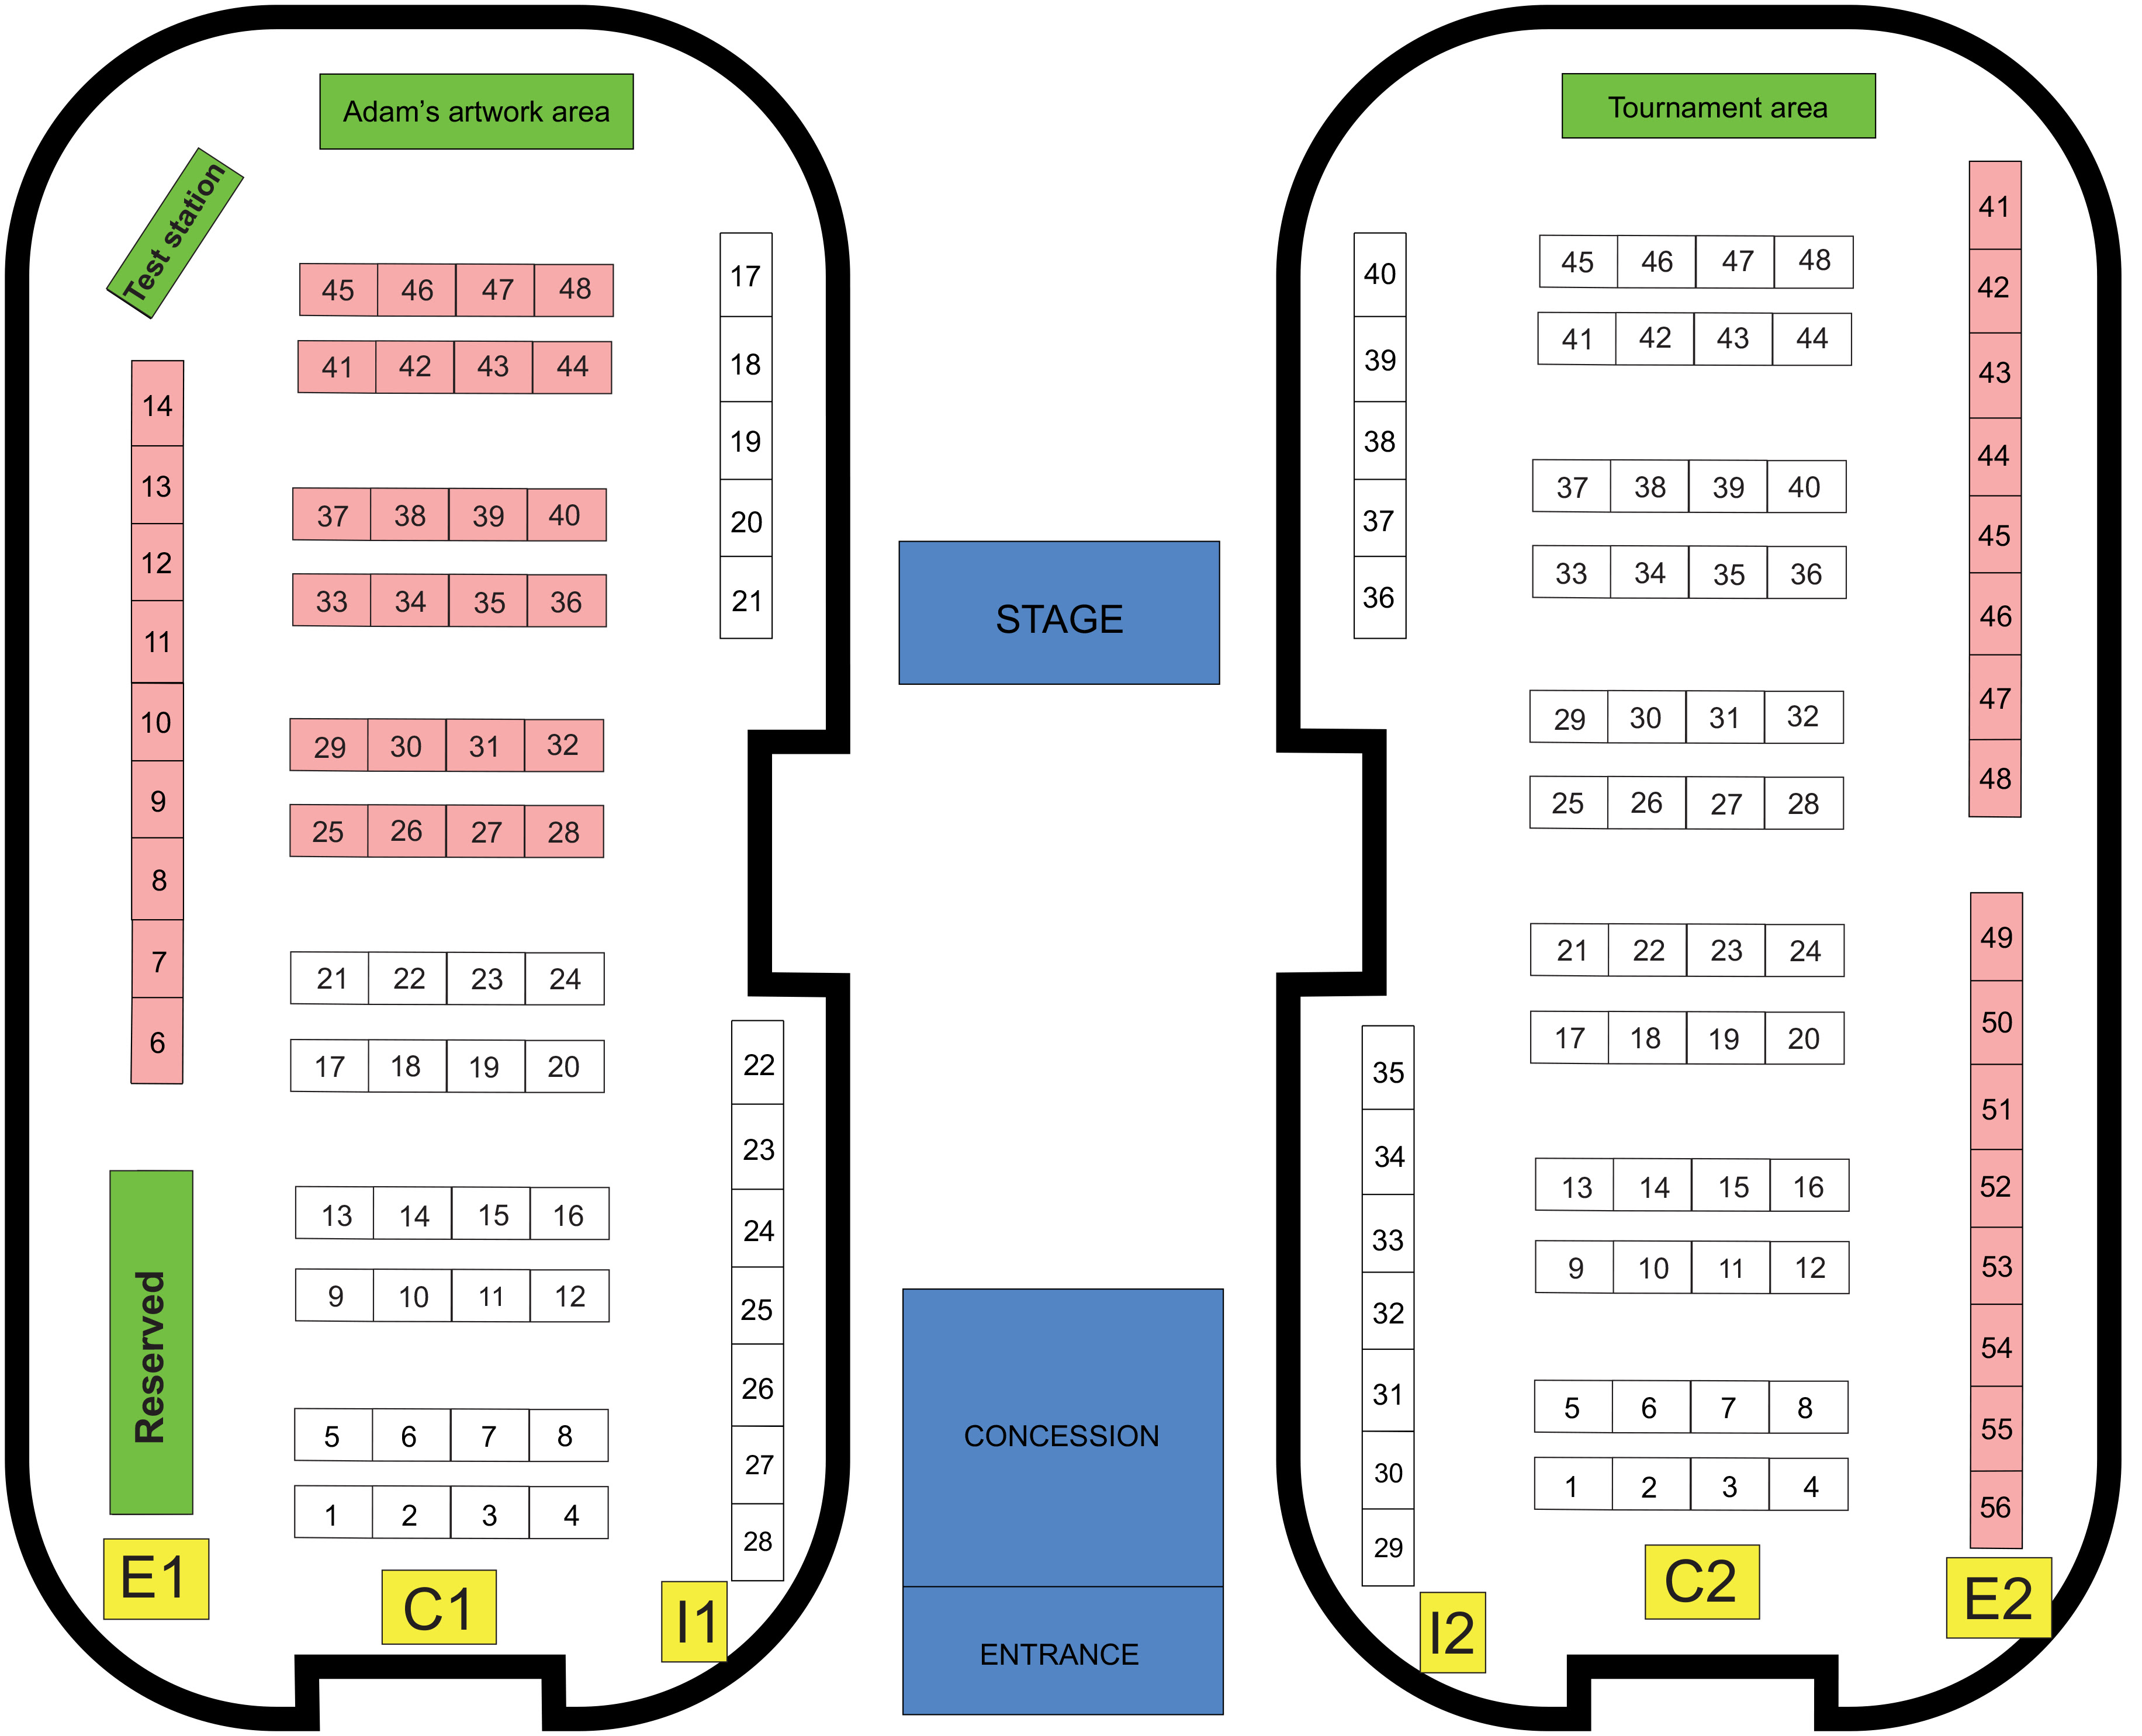 Adam's artwork area
Test station
45 46 47 48
41 42 43 44
37 38 39 40
33 34 35 36
29 30 31 32
25 26 27 28
21 22 23 24
17 18 19 20
13 14 15 16
9 10 11 12
5 6 7 8
1 2 3 4
14
13
12
11
10
9
8
7
6
Reserved
E1
C1
17
18
19
20
21
22
23
24
25
26
27
28
I1
STAGE
CONCESSION
ENTRANCE
Tournament area
40
39
38
37
36
35
34
33
32
31
30
29
I2
45 46 47 48
41 42 43 44
37 38 39 40
33 34 35 36
29 30 31 32
25 26 27 28
21 22 23 24
17 18 19 20
13 14 15 16
9 10 11 12
5 6 7 8
1 2 3 4
C2
41
42
43
44
45
46
47
48
49
50
51
52
53
54
55
56
E2